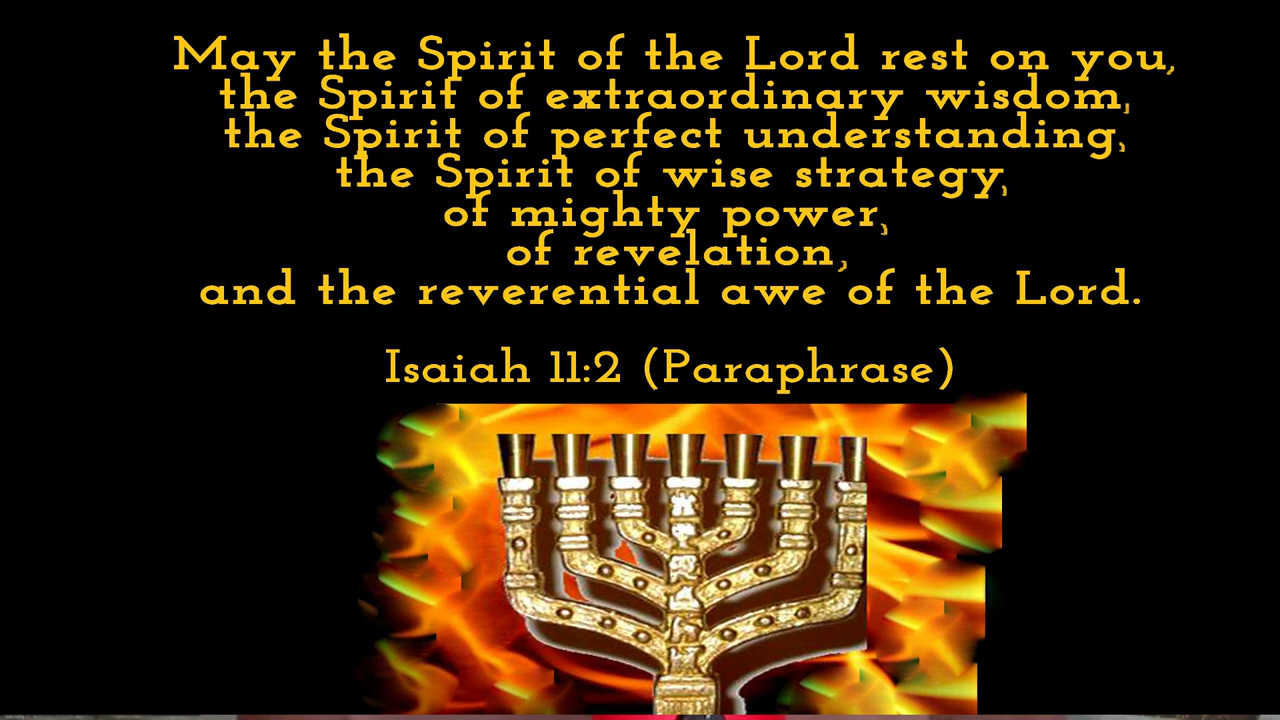 May the Spirit of the Lord rest on you,
the Spirit of extraordinary wisdom,
the Spirit of perfect understanding,
the Spirit of wise strategy,
of mighty power,
of revelation,
and the reverential awe of the Lord.
Isaiah 11:2 (Paraphrase)